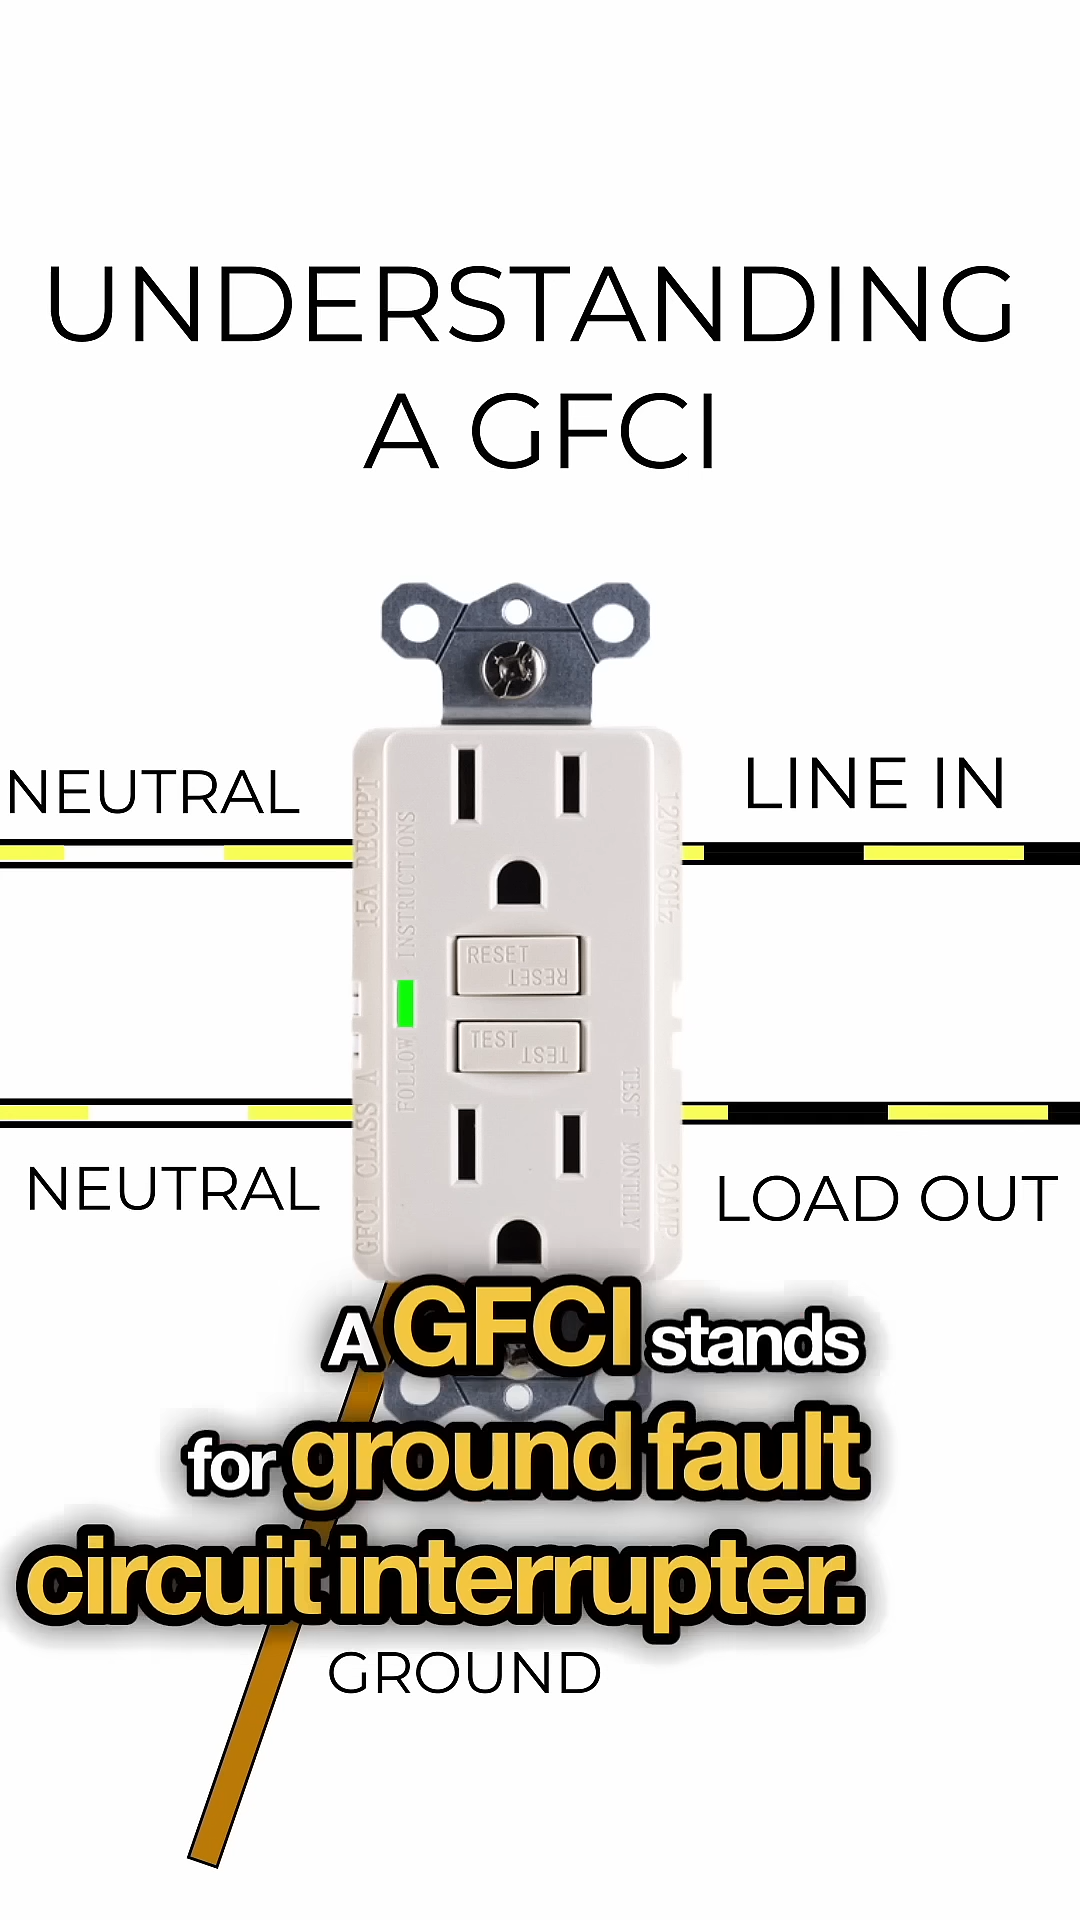 UNDERSTANDING
A GFCI
NEUTRAL
LINE IN
15A RECEPT
INSTRUCTIONS
120V 60Hz
RESET
RESET
TEST
TEST
FOLLOW
GFCI CLASS A
TEST MONTHLY
20AMP
NEUTRAL
LOAD OUT
A GFCI stands
for ground fault
circuit interrupter.
GROUND